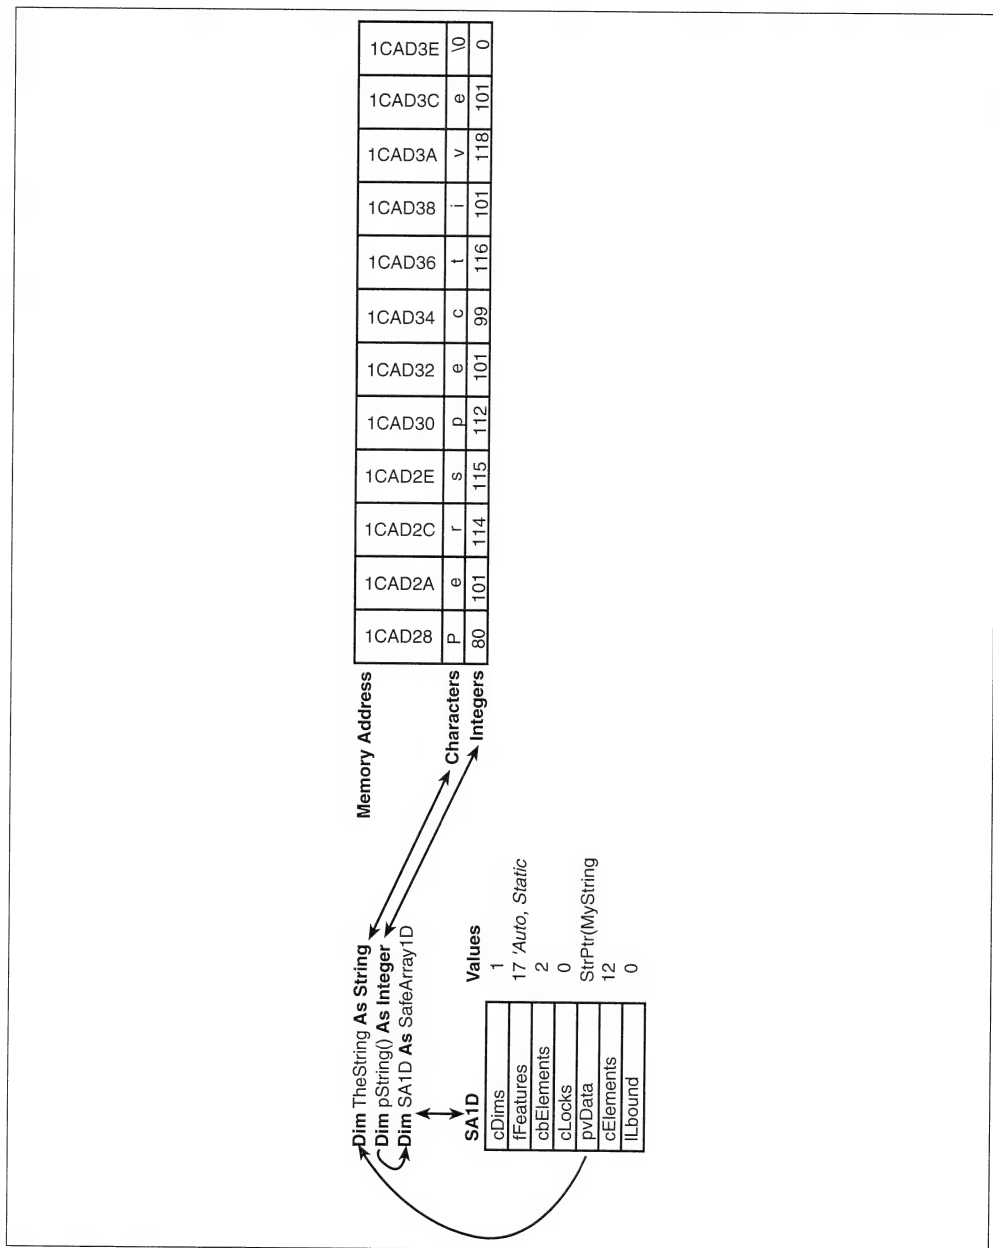 Dim TheString As String
Dim pString() As Integer
Dim SA1D As SafeArray1D
SA1D Values
cDims 1
fFeatures 17 'Auto, Static
cbElements 2
cLocks 0
pvData StrPtr(MyString
cElements 12
lLbound 0
Memory Address 1CAD28 1CAD2A 1CAD2C 1CAD2E 1CAD30 1CAD32 1CAD34 1CAD36 1CAD38 1CAD3A 1CAD3C 1CAD3E
Characters P e r s p e c t i v e \0
Integers 80 101 114 115 112 101 99 116 101 118 101 0